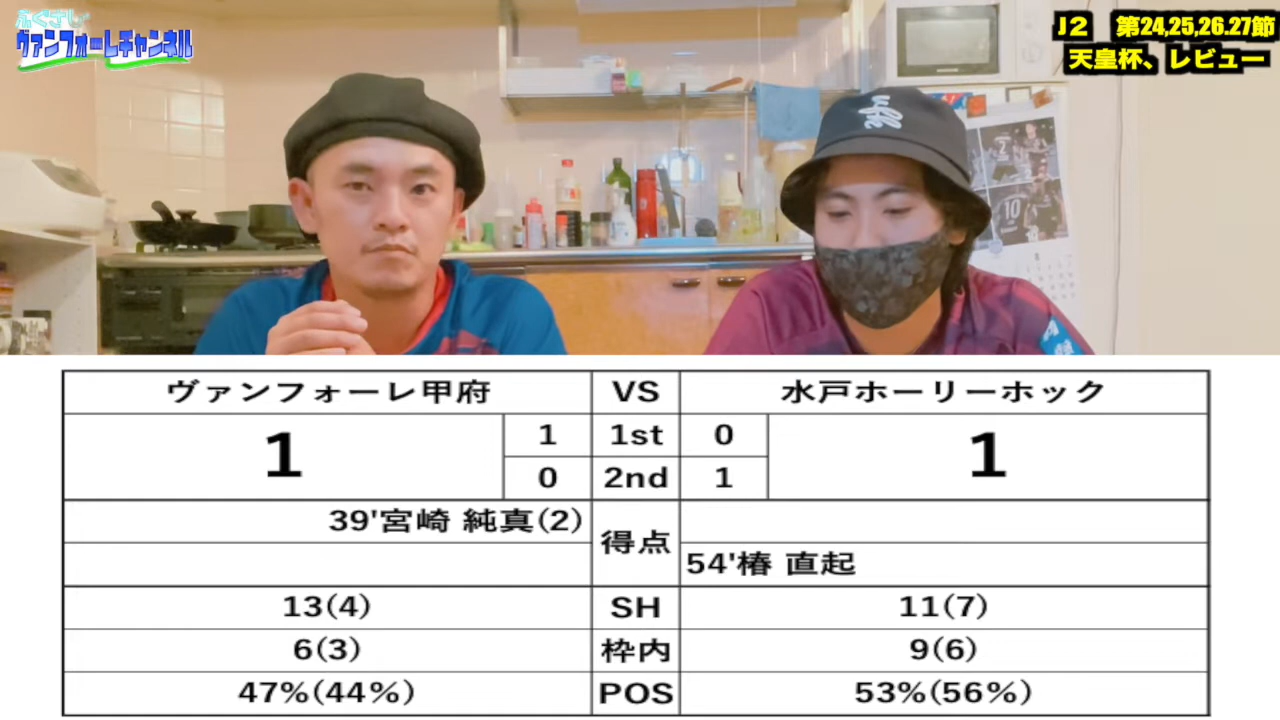 ふぐさしの
ヴァンフォーレチャンネル
J2 第24,25,26.27節
天皇杯、レビュー
ヴァンフォーレ甲府 VS 水戸ホーリーホック
1 1 1st 0 1
0 2nd 1
39'宮崎 純真(2) 得点
54'椿 直起
13(4) SH 11(7)
6(3) 枠内 9(6)
47%(44%) POS 53%(56%)